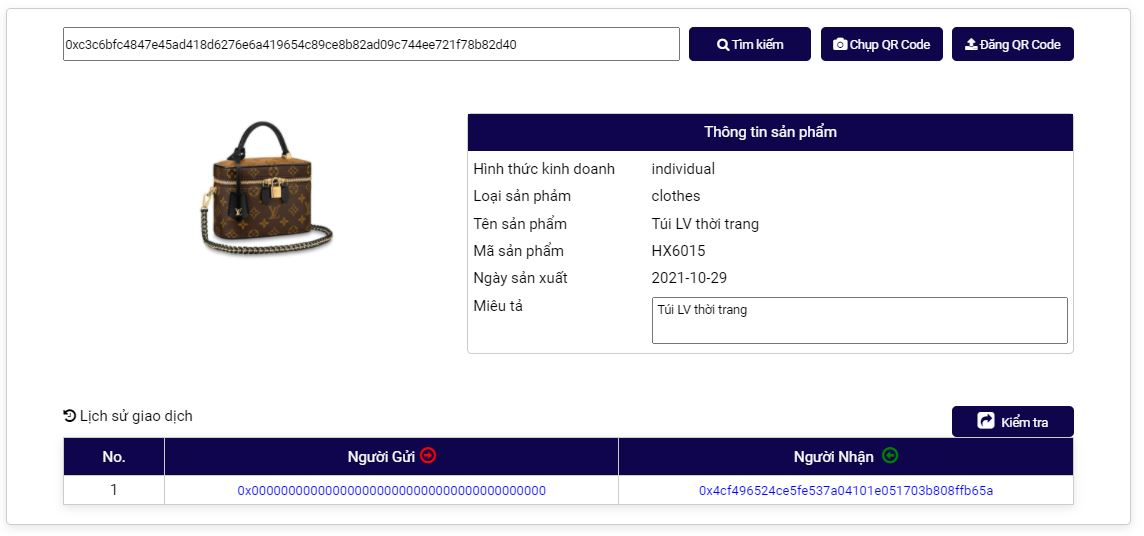 0xc3c6bfc4847e45ad418d6276e6a419654c89ce8b82ad09c744ee721f78b82d40 Tìm kiếm Chụp QR Code Đăng QR Code
Thông tin sản phẩm
Hình thức kinh doanh individual
Loại sản phảm clothes
Tên sản phẩm Túi LV thời trang
Mã sản phẩm HX6015
Ngày sản xuất 2021-10-29
Miêu tả Túi LV thời trang
Lịch sử giao dịch Kiểm tra
No. Người Gửi Người Nhận
1 0x0000000000000000000000000000000000000000 0x4cf496524ce5fe537a04101e051703b808ffb65a